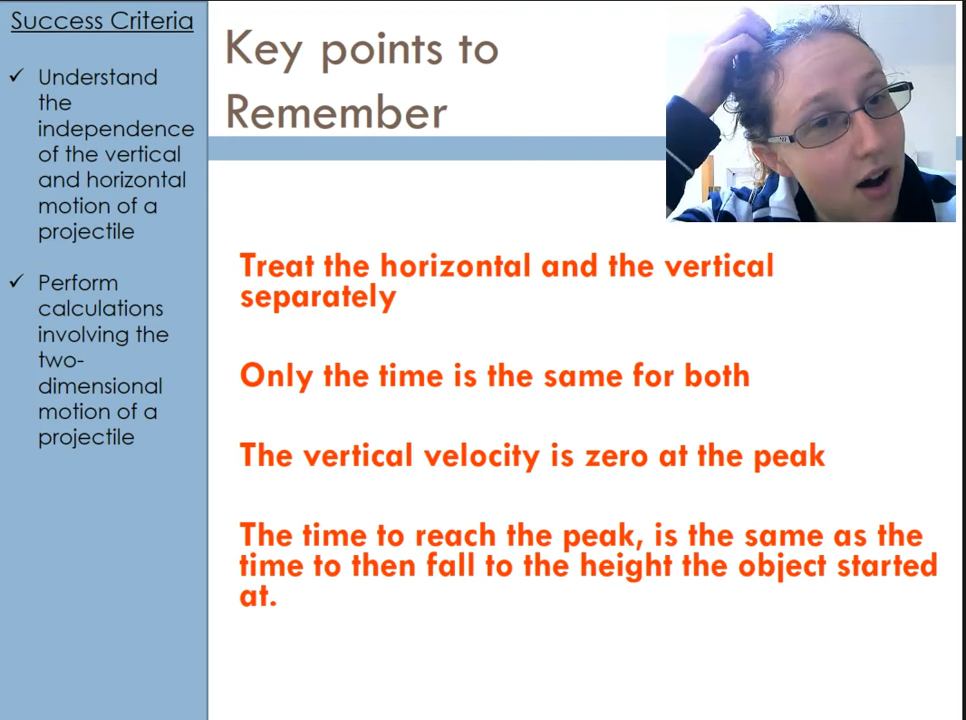 Success Criteria
✓ Understand
the
independence
of the vertical
and horizontal
motion of a
projectile
✓ Perform
calculations
involving the
two-
dimensional
motion of a
projectile
Key points to
Remember
Treat the horizontal and the vertical
separately
Only the time is the same for both
The vertical velocity is zero at the peak
The time to reach the peak, is the same as the
time to then fall to the height the object started
at.